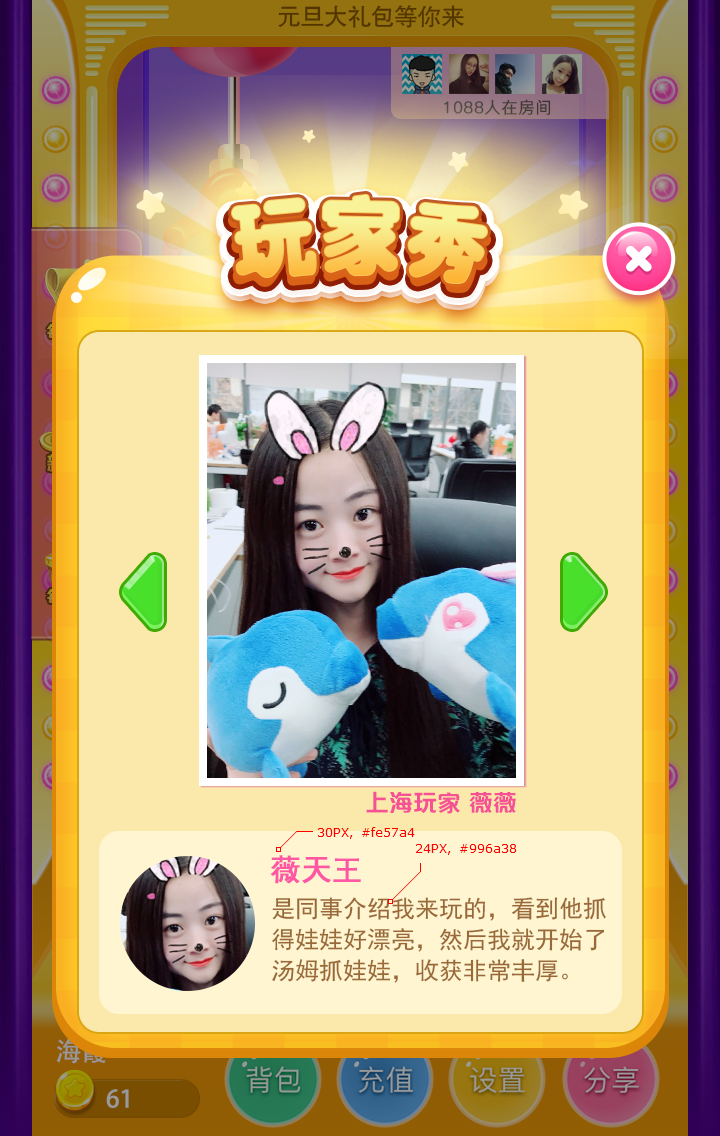 元旦大礼包等你来
1088人在房间
玩家秀
上海玩家 薇薇
30PX, #fe57a4
24PX, #996a38
薇天王
是同事介绍我来玩的，看到他抓
得娃娃好漂亮，然后我就开始了
汤姆抓娃娃，收获非常丰厚。
海霞
61
背包
充值
设置
分享